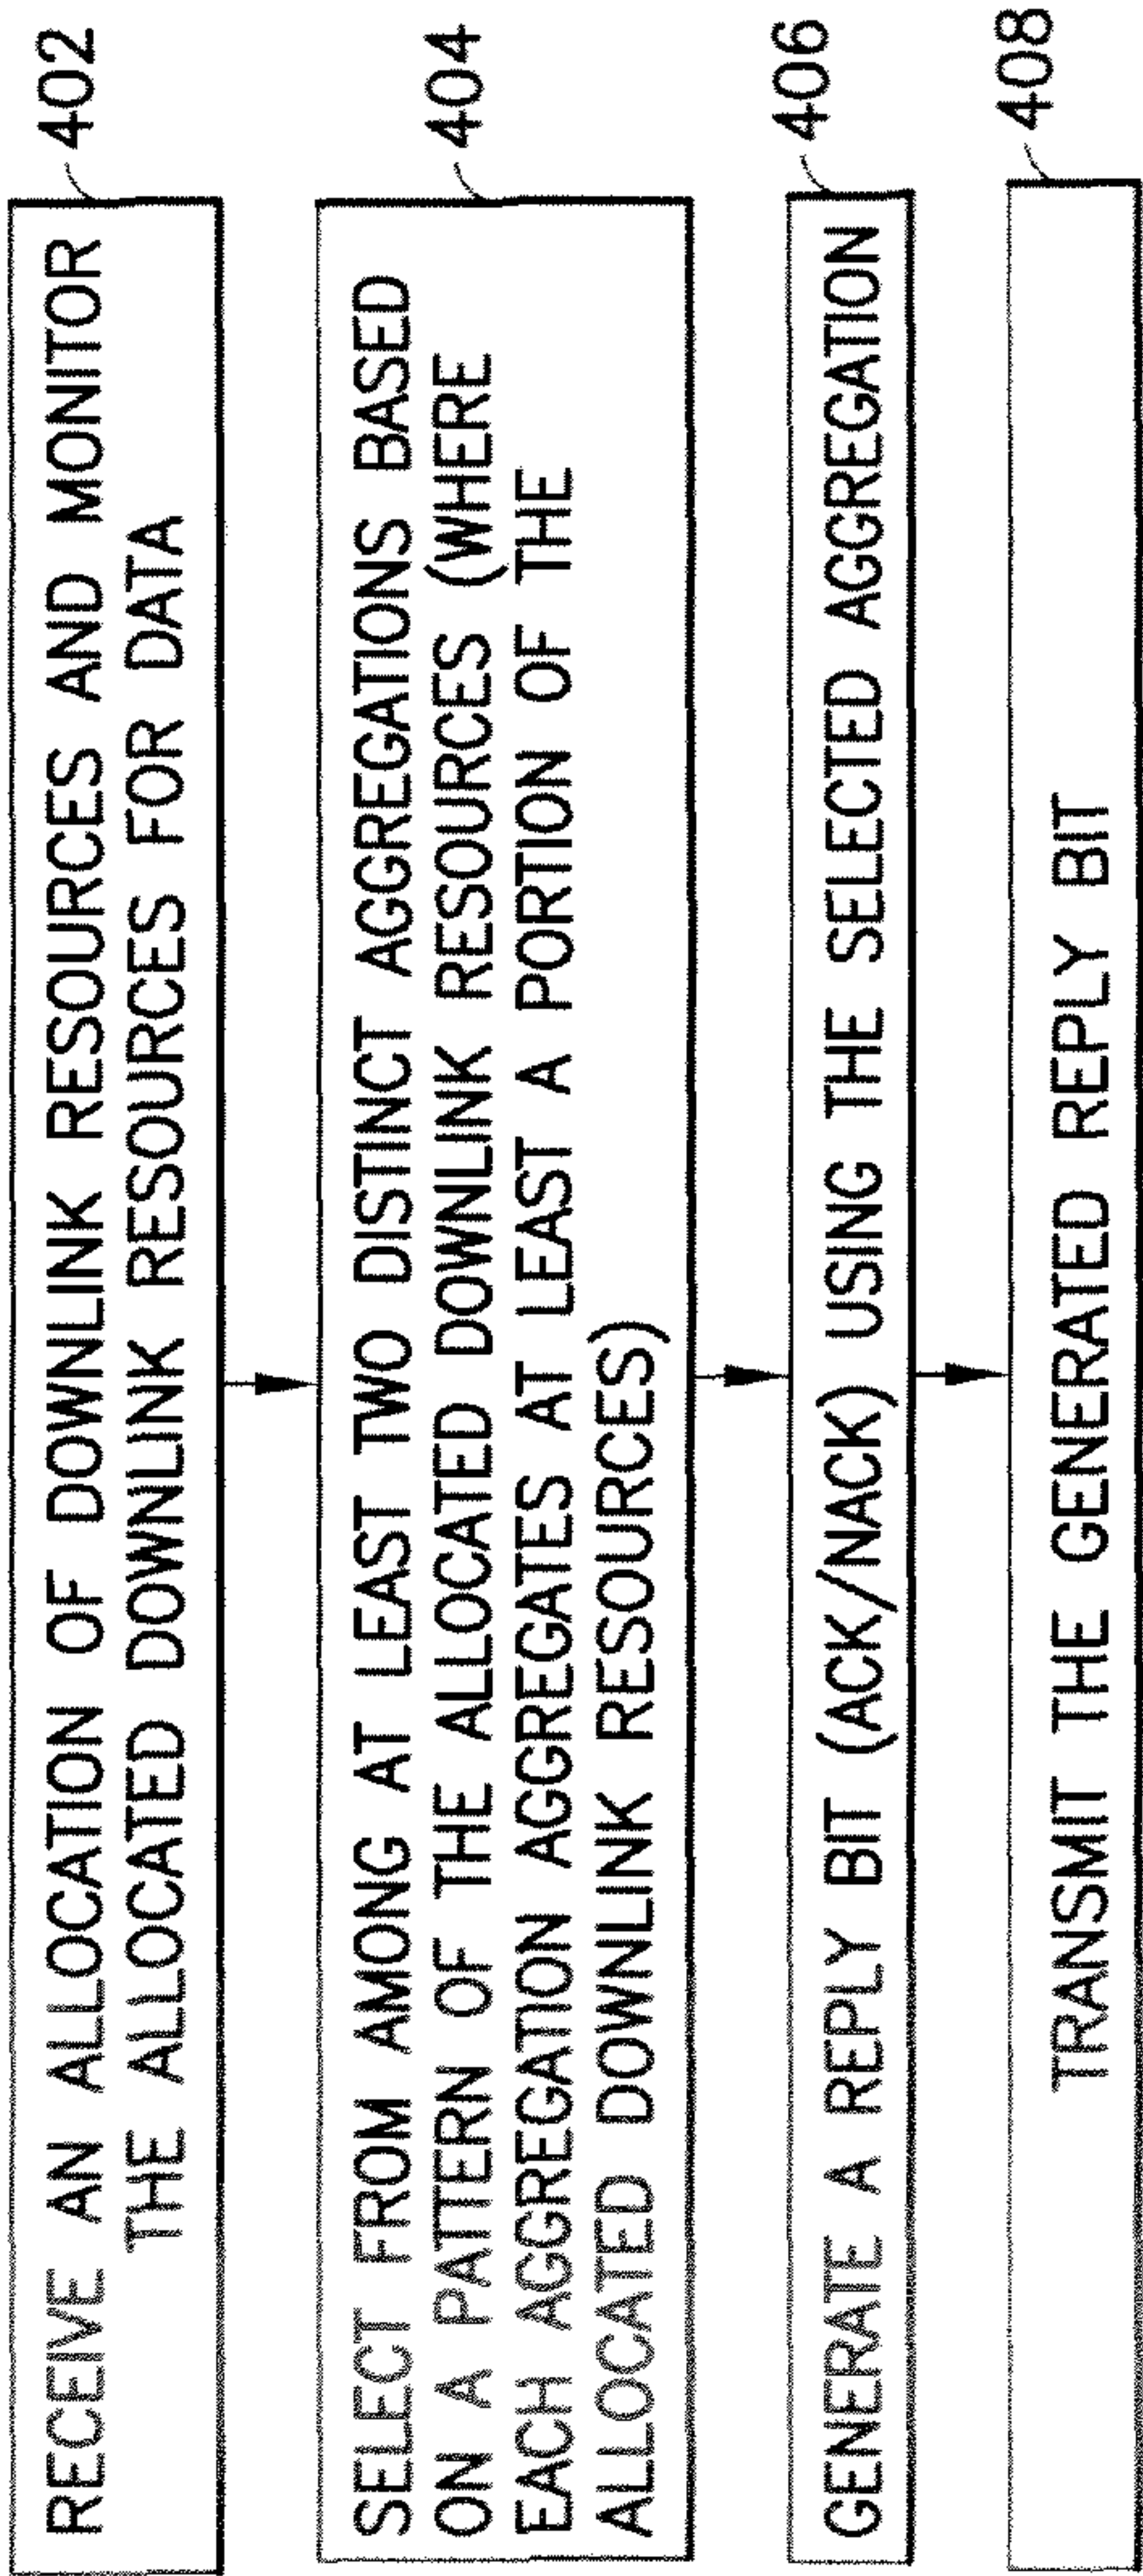 RECEIVE AN ALLOCATION OF DOWNLINK RESOURCES AND MONITOR
THE ALLOCATED DOWNLINK RESOURCES FOR DATA
402
SELECT FROM AMONG AT LEAST TWO DISTINCT AGGREGATIONS BASED
ON A PATTERN OF THE ALLOCATED DOWNLINK RESOURCES (WHERE
EACH AGGREGATION AGGREGATES AT LEAST A PORTION OF THE
ALLOCATED DOWNLINK RESOURCES)
404
GENERATE A REPLY BIT (ACK/NACK) USING THE SELECTED AGGREGATION
406
TRANSMIT THE GENERATED REPLY BIT
408